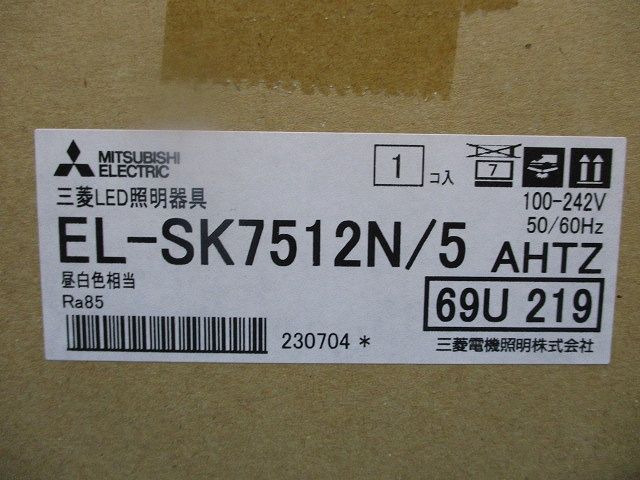 MITSUBISHI
ELECTRIC
1 コ入
7
三菱LED照明器具
100-242V
50/60Hz
EL-SK7512N/5 AHTZ
昼白色相当
Ra85
69U 219
230704 *
三菱電機照明株式会社